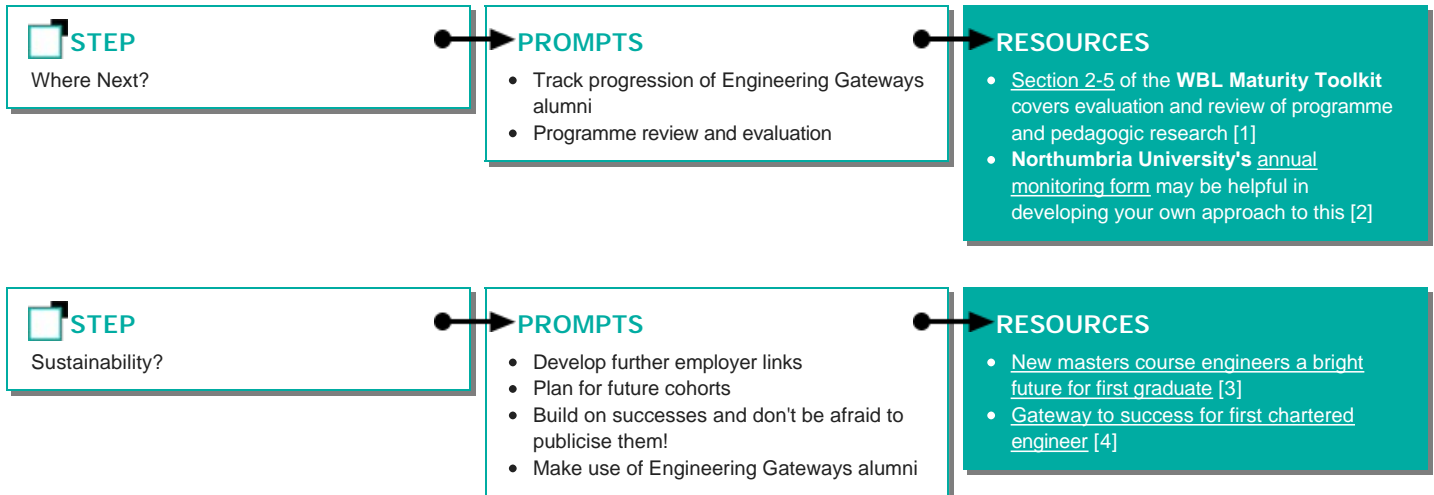 STEP
Where Next?
PROMPTS
• Track progression of Engineering Gateways
alumni
• Programme review and evaluation
RESOURCES
• Section 2-5 of the WBL Maturity Toolkit
covers evaluation and review of programme
and pedagogic research [1]
• Northumbria University's annual
monitoring form may be helpful in
developing your own approach to this [2]
STEP
Sustainability?
PROMPTS
• Develop further employer links
• Plan for future cohorts
• Build on successes and don't be afraid to
publicise them!
• Make use of Engineering Gateways alumni
RESOURCES
• New masters course engineers a bright
future for first graduate [3]
• Gateway to success for first chartered
engineer [4]